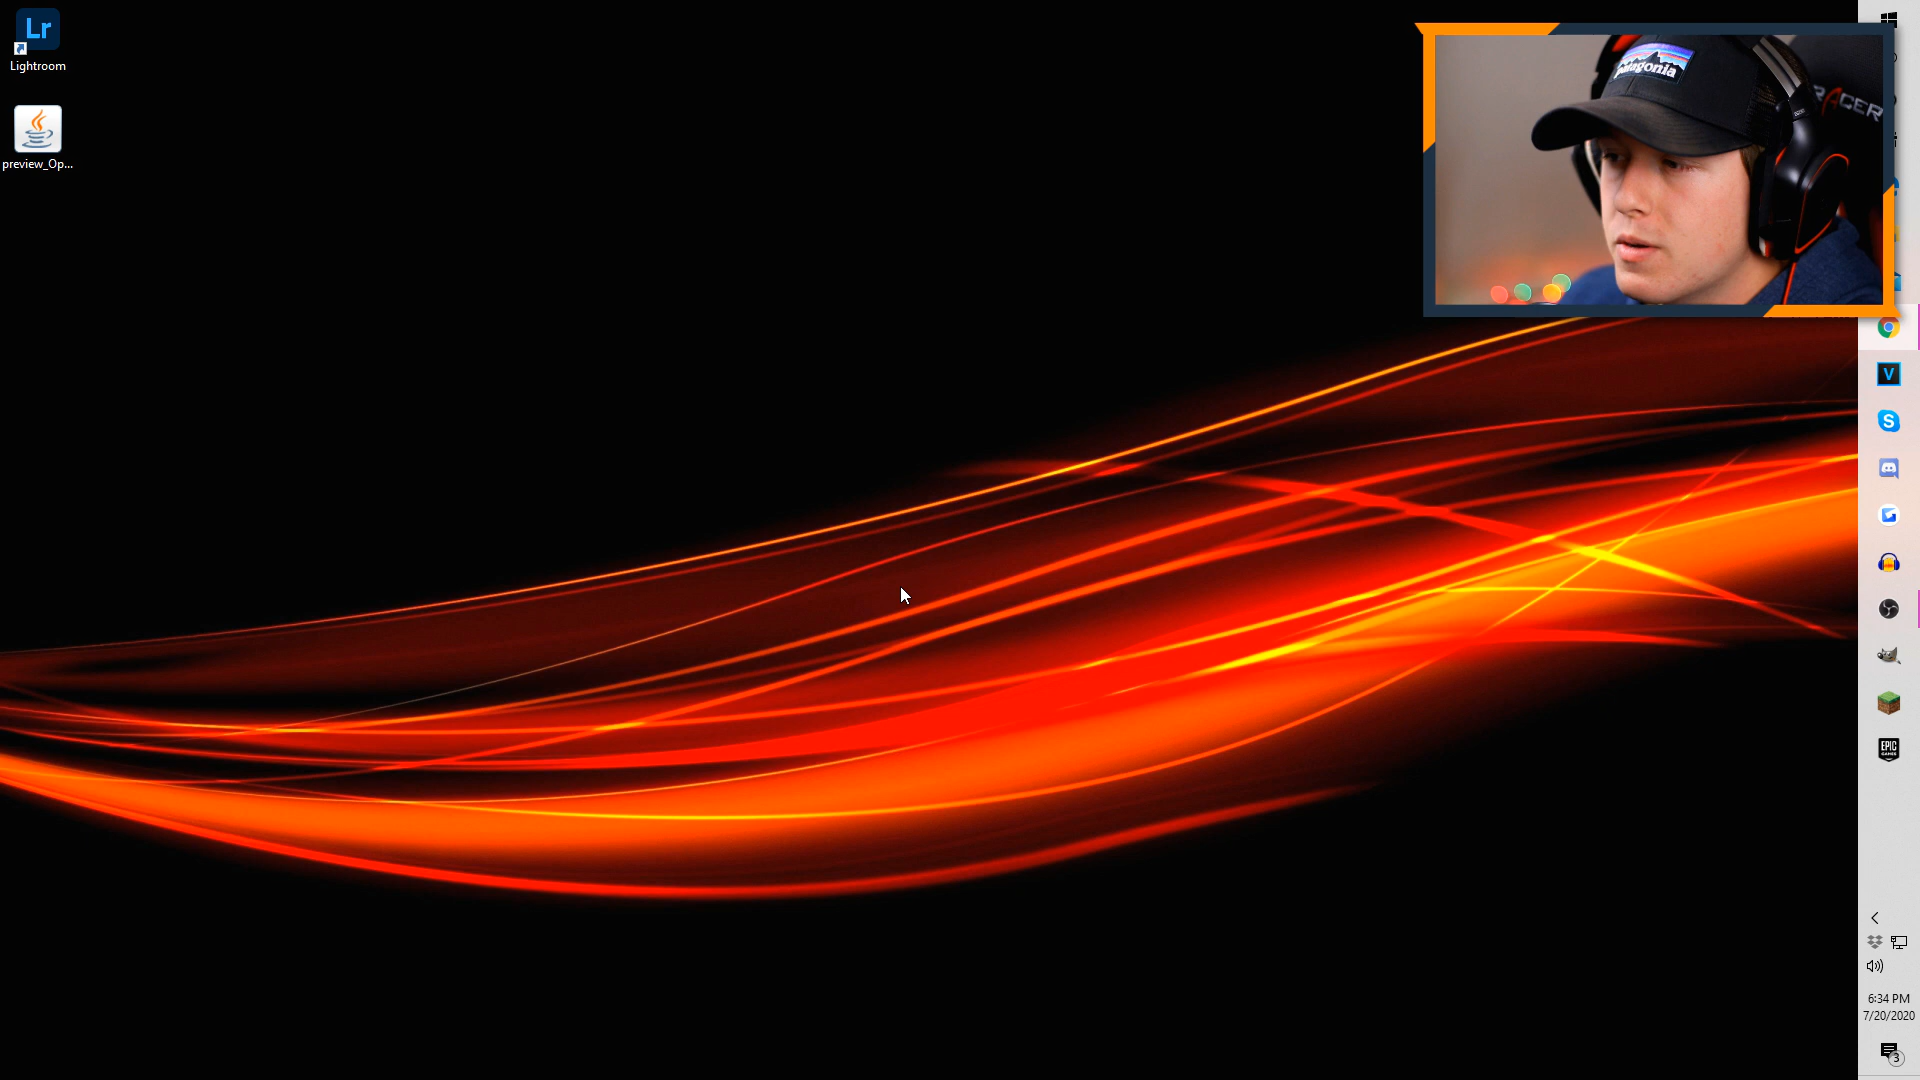 Lr
Lightroom
preview_Op...
patagonia
RACER
V
S
EPIC
GAMES
6:34 PM
7/20/2020
3